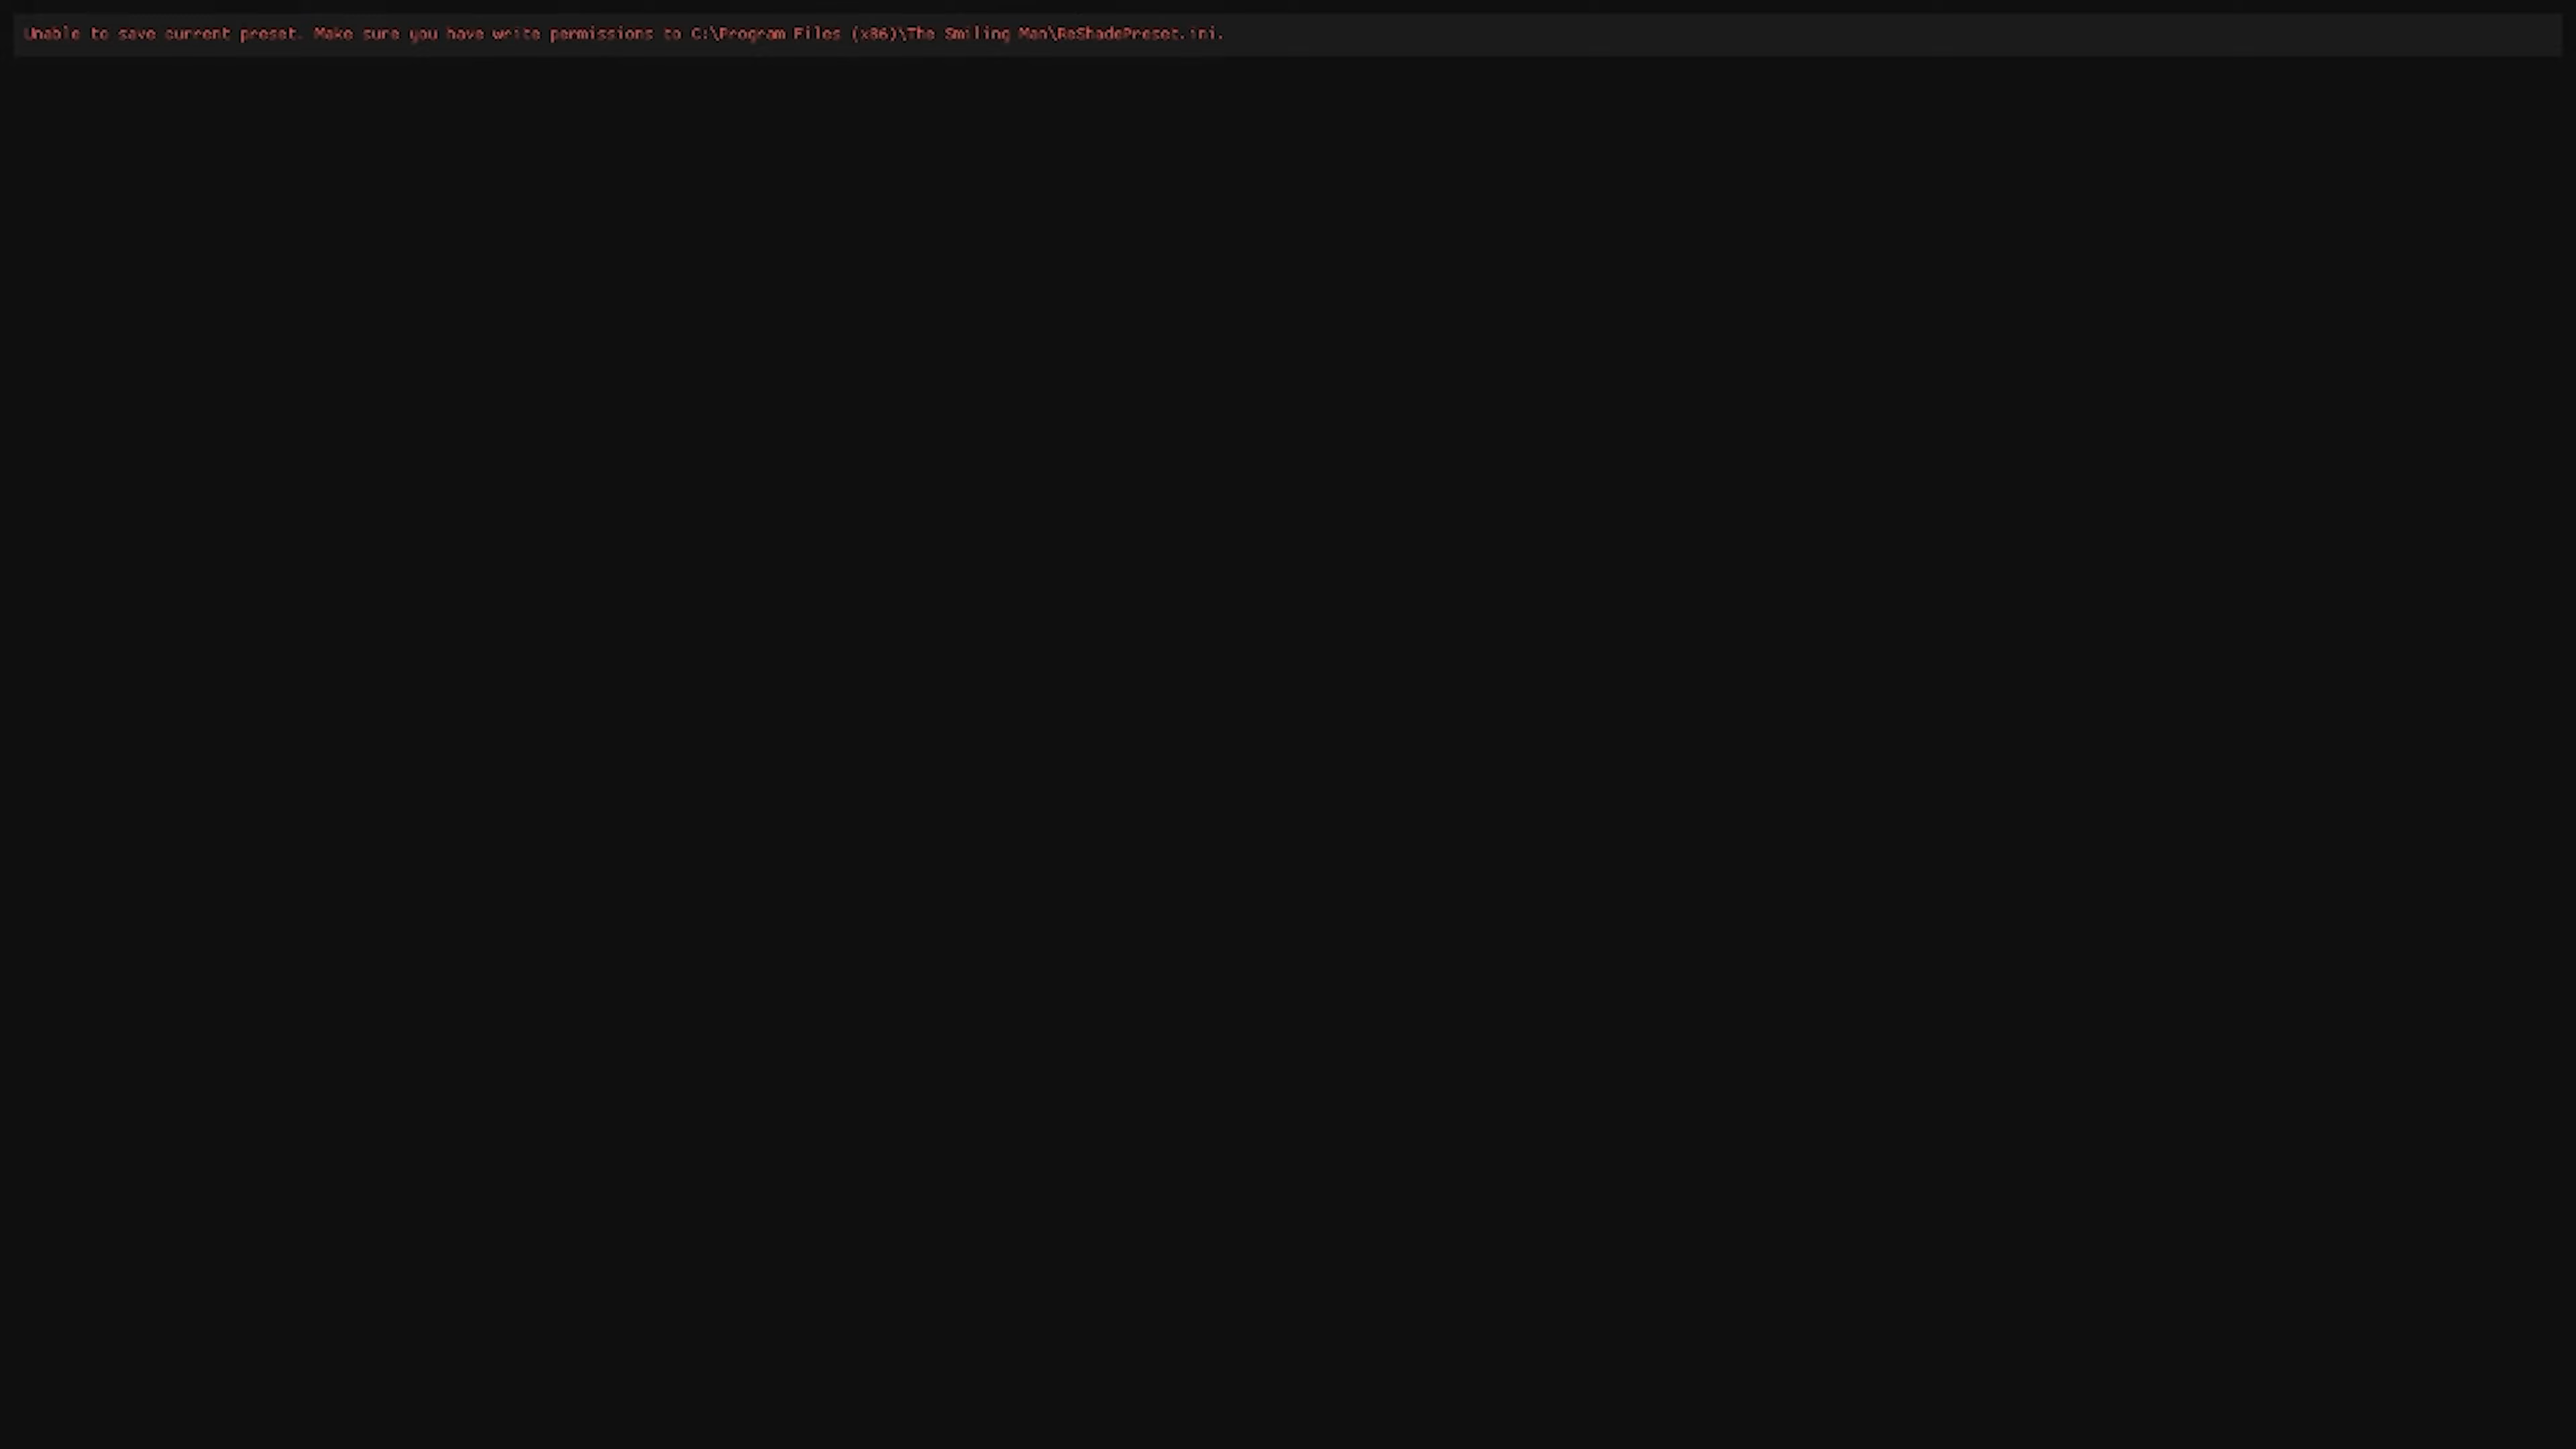 Unable to save current preset. Make sure you have write permissions to C:\Program Files (x86)\The Smiling Man\ReShadePreset.ini.